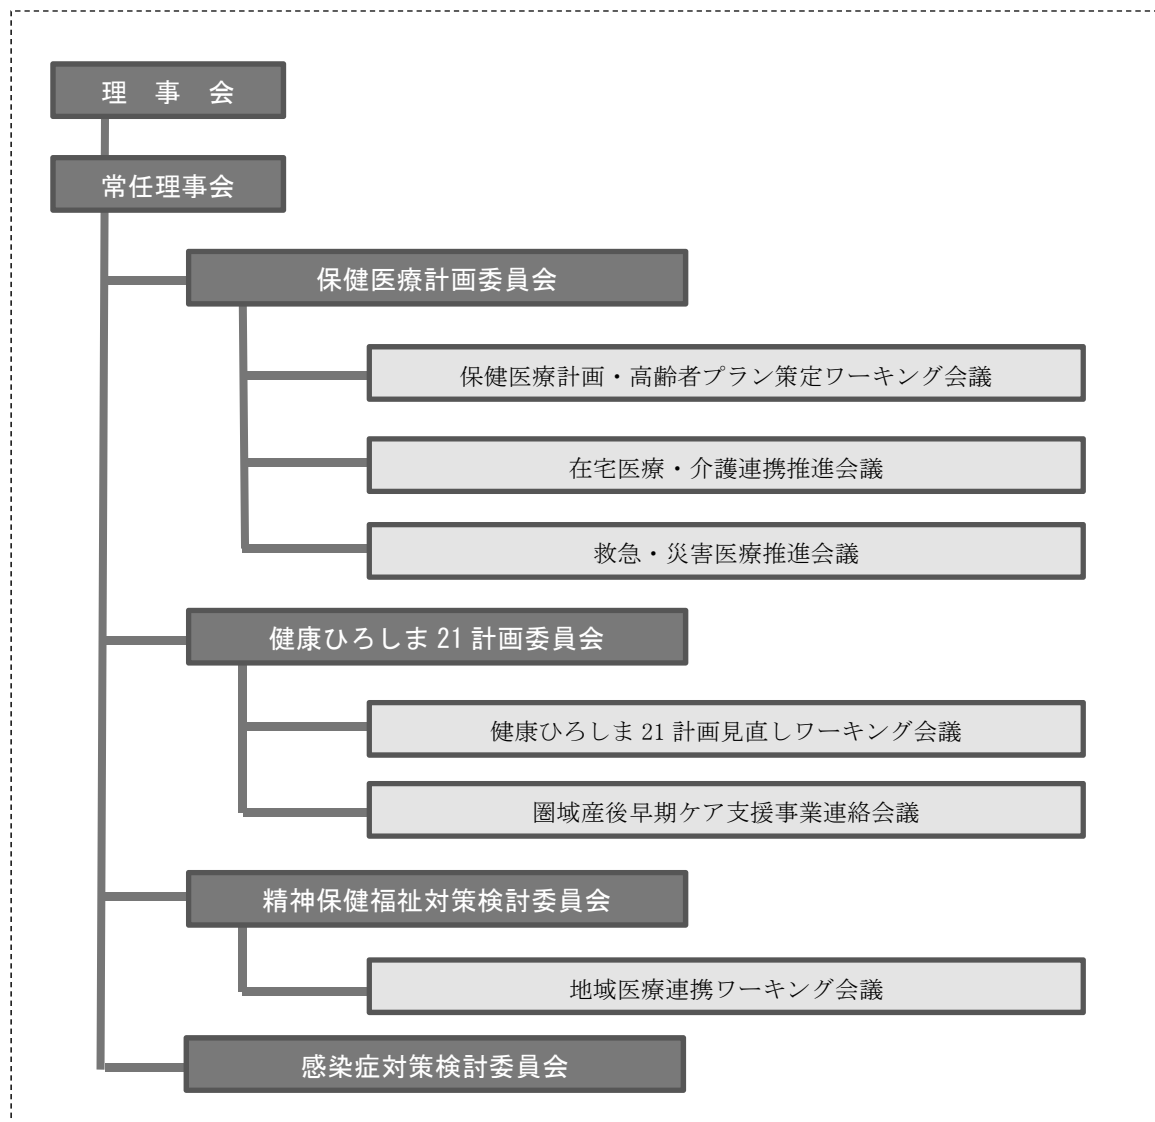 理　事　会
常任理事会
保健医療計画委員会
保健医療計画・高齢者プラン策定ワーキング会議
在宅医療・介護連携推進会議
救急・災害医療推進会議
健康ひろしま 21 計画委員会
健康ひろしま 21 計画見直しワーキング会議
圏域産後早期ケア支援事業連絡会議
精神保健福祉対策検討委員会
地域医療連携ワーキング会議
感染症対策検討委員会